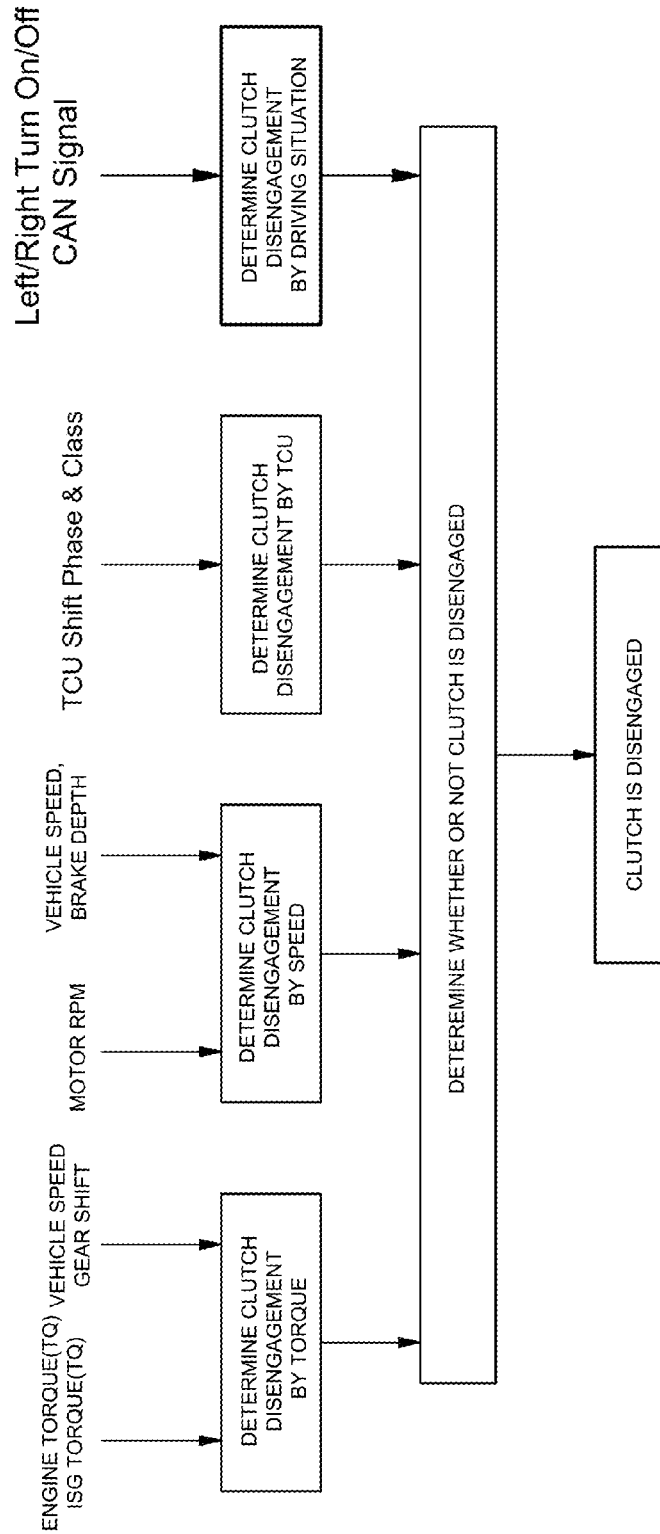 ENGINE TORQUE(TQ)
ISG TORQUE(TQ)
VEHICLE SPEED
GEAR SHIFT
MOTOR RPM
VEHICLE SPEED,
BRAKE DEPTH
TCU Shift Phase & Class
Left/Right Turn On/Off
CAN Signal
DETERMINE CLUTCH
DISENGAGEMENT
BY TORQUE
DETERMINE CLUTCH
DISENGAGEMENT
BY SPEED
DETERMINE CLUTCH
DISENGAGEMENT BY TCU
DETERMINE CLUTCH
DISENGAGEMENT
BY DRIVING SITUATION
DETEREMINE WHETHER OR NOT CLUTCH IS DISENGAGED
CLUTCH IS DISENGAGED